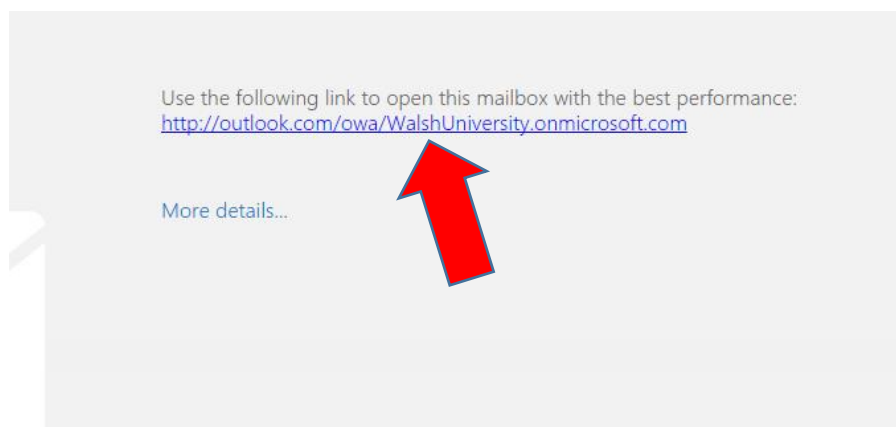 Use the following link to open this mailbox with the best performance:
http://outlook.com/owa/WalshUniversity.onmicrosoft.com
More details...